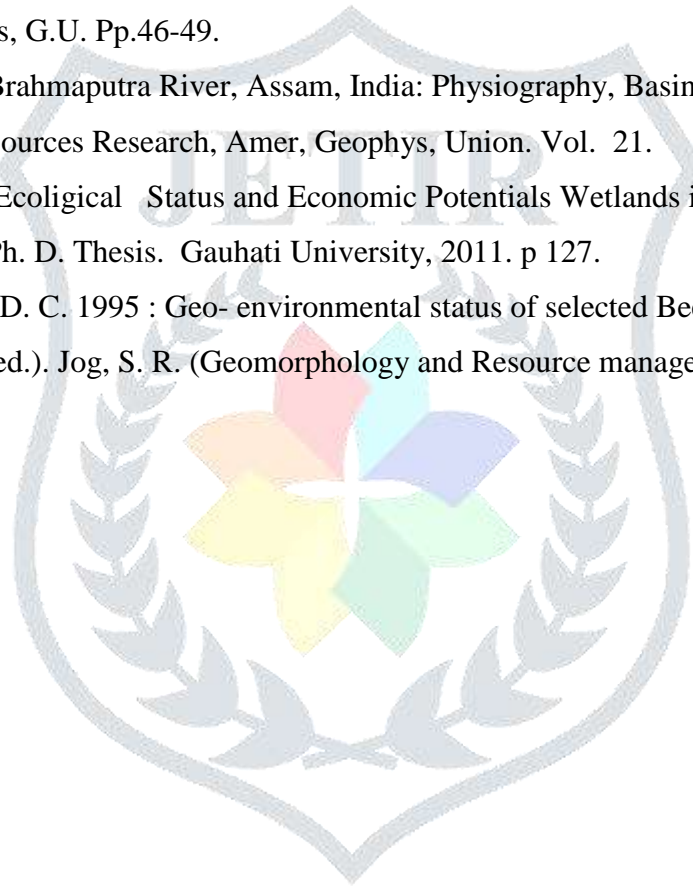 s, G.U. Pp.46-49.
Brahmaputra River, Assam, India: Physiography, Basin
ources Research, Amer, Geophys, Union. Vol. 21.
Ecoligical Status and Economic Potentials Wetlands i
Ph. D. Thesis. Gauhati University, 2011. p 127.
D. C. 1995 : Geo- environmental status of selected Bee
ed.). Jog, S. R. (Geomorphology and Resource manage
JETIR